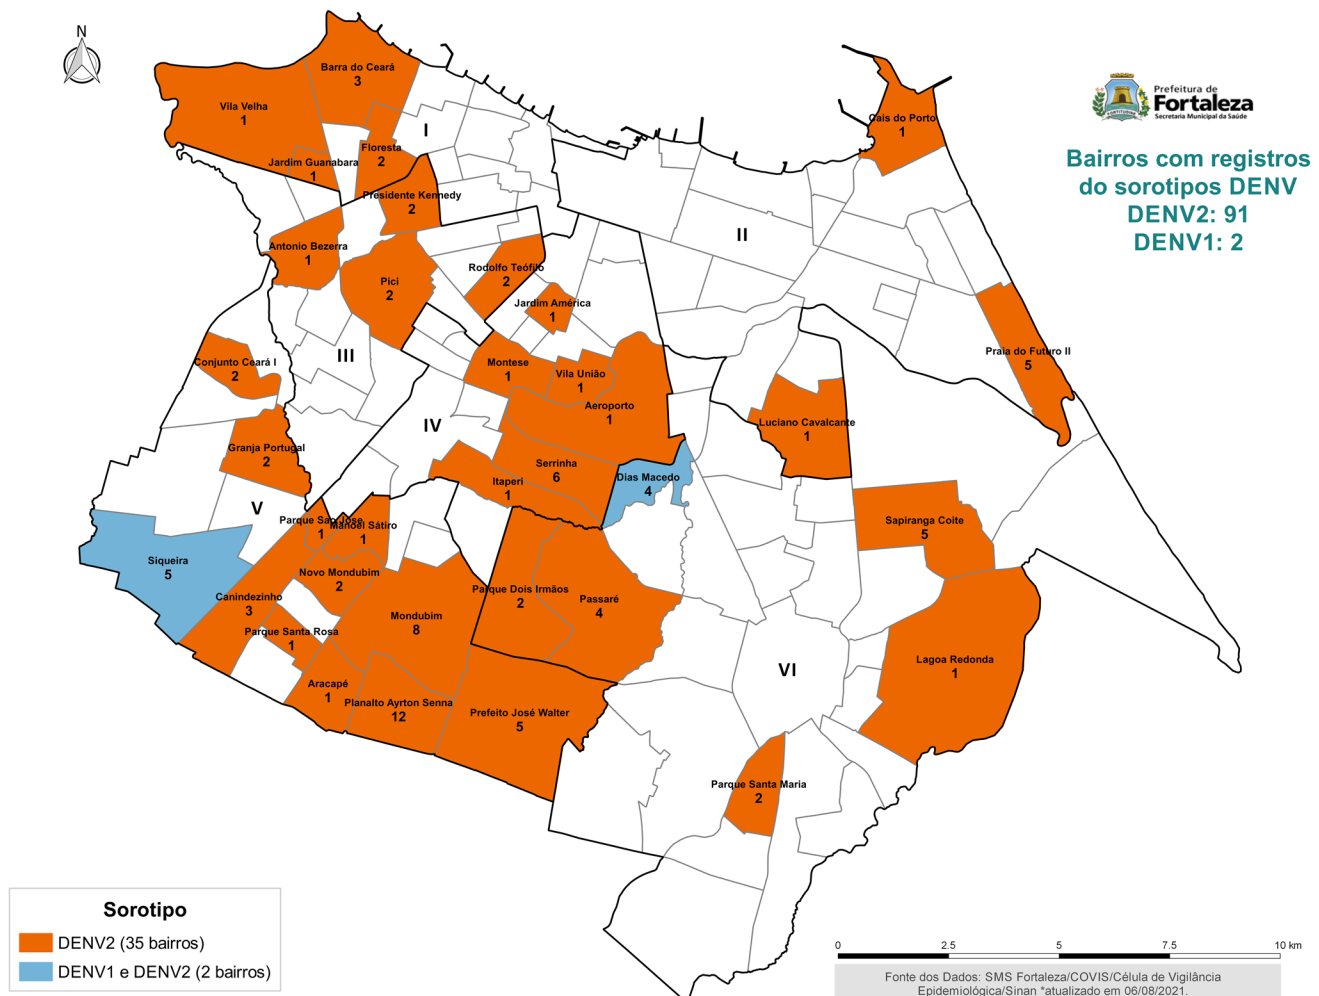 N
Barra do Ceará
3
Vila Velha
1
I
Cais do Porto
1
Floresta
2
Jardim Guanabara
1
Presidente Kennedy
2
II
Antonio Bezerra
1
Rodolfo Teófilo
2
Pici
2
Jardim América
1
III
Praia do Futuro II
5
Conjunto Ceará I
2
Montese
1
Vila União
1
Aeroporto
1
IV
Luciano Cavalcante
1
Granja Portugal
2
Serrinha
6
Itaperi
1
Dias Macedo
4
V
Parque São José
1
Manoel Sátiro
1
Sapiranga Coite
5
Siqueira
5
Novo Mondubim
2
Canindezinho
3
Parque Dois Irmãos
2
Passaré
4
Mondubim
8
Parque Santa Rosa
1
Lagoa Redonda
1
VI
Aracapé
1
Planalto Ayrton Senna
12
Prefeito José Walter
5
Parque Santa Maria
2
FORTITUDINE
Prefeitura de
Fortaleza
Secretaria Municipal da Saúde
Bairros com registros
do sorotipos DENV
DENV2: 91
DENV1: 2
Sorotipo
DENV2 (35 bairros)
DENV1 e DENV2 (2 bairros)
0 2.5 5 7.5 10 km
Fonte dos Dados: SMS Fortaleza/COVIS/Célula de Vigilância
Epidemiológica/Sinan *atualizado em 06/08/2021.